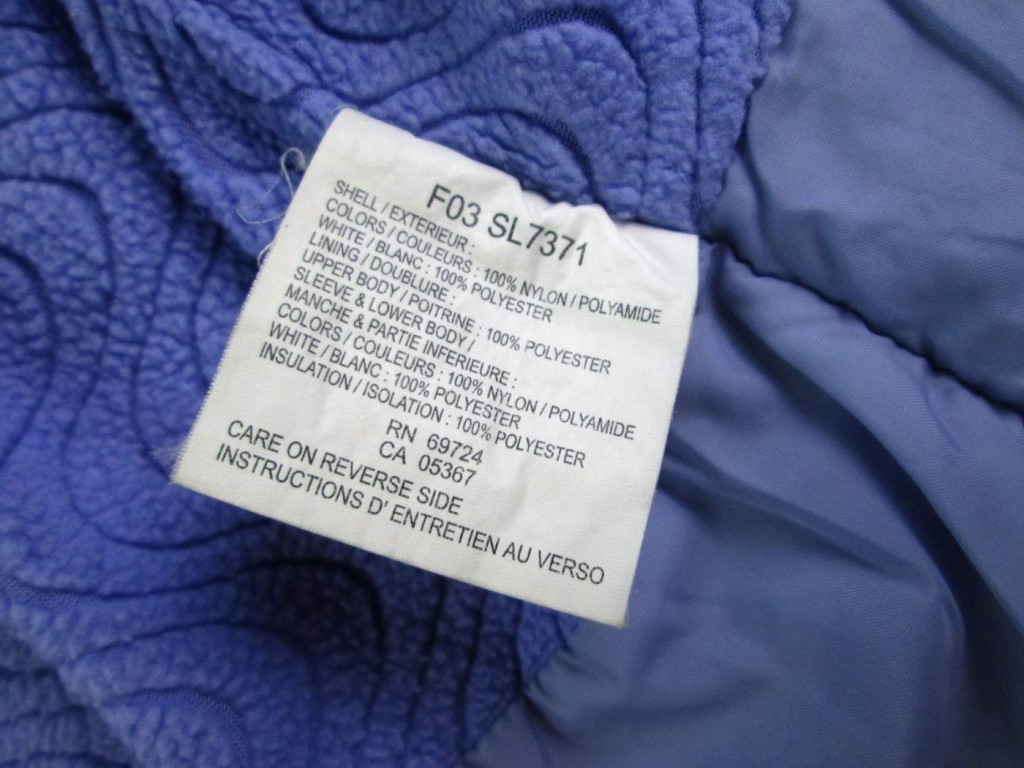 F03 SL7371
SHELL / EXTERIEUR :
COLORS / COULEURS : 100% NYLON / POLYAMIDE
WHITE / BLANC : 100% POLYESTER
LINING / DOUBLURE :
UPPER BODY / POITRINE : 100% POLYESTER
SLEEVE & LOWER BODY /
MANCHE & PARTIE INFERIEURE :
COLORS / COULEURS : 100% NYLON / POLYAMIDE
WHITE / BLANC : 100% POLYESTER
INSULATION / ISOLATION : 100% POLYESTER
RN 69724
CA 05367
CARE ON REVERSE SIDE
INSTRUCTIONS D' ENTRETIEN AU VERSO